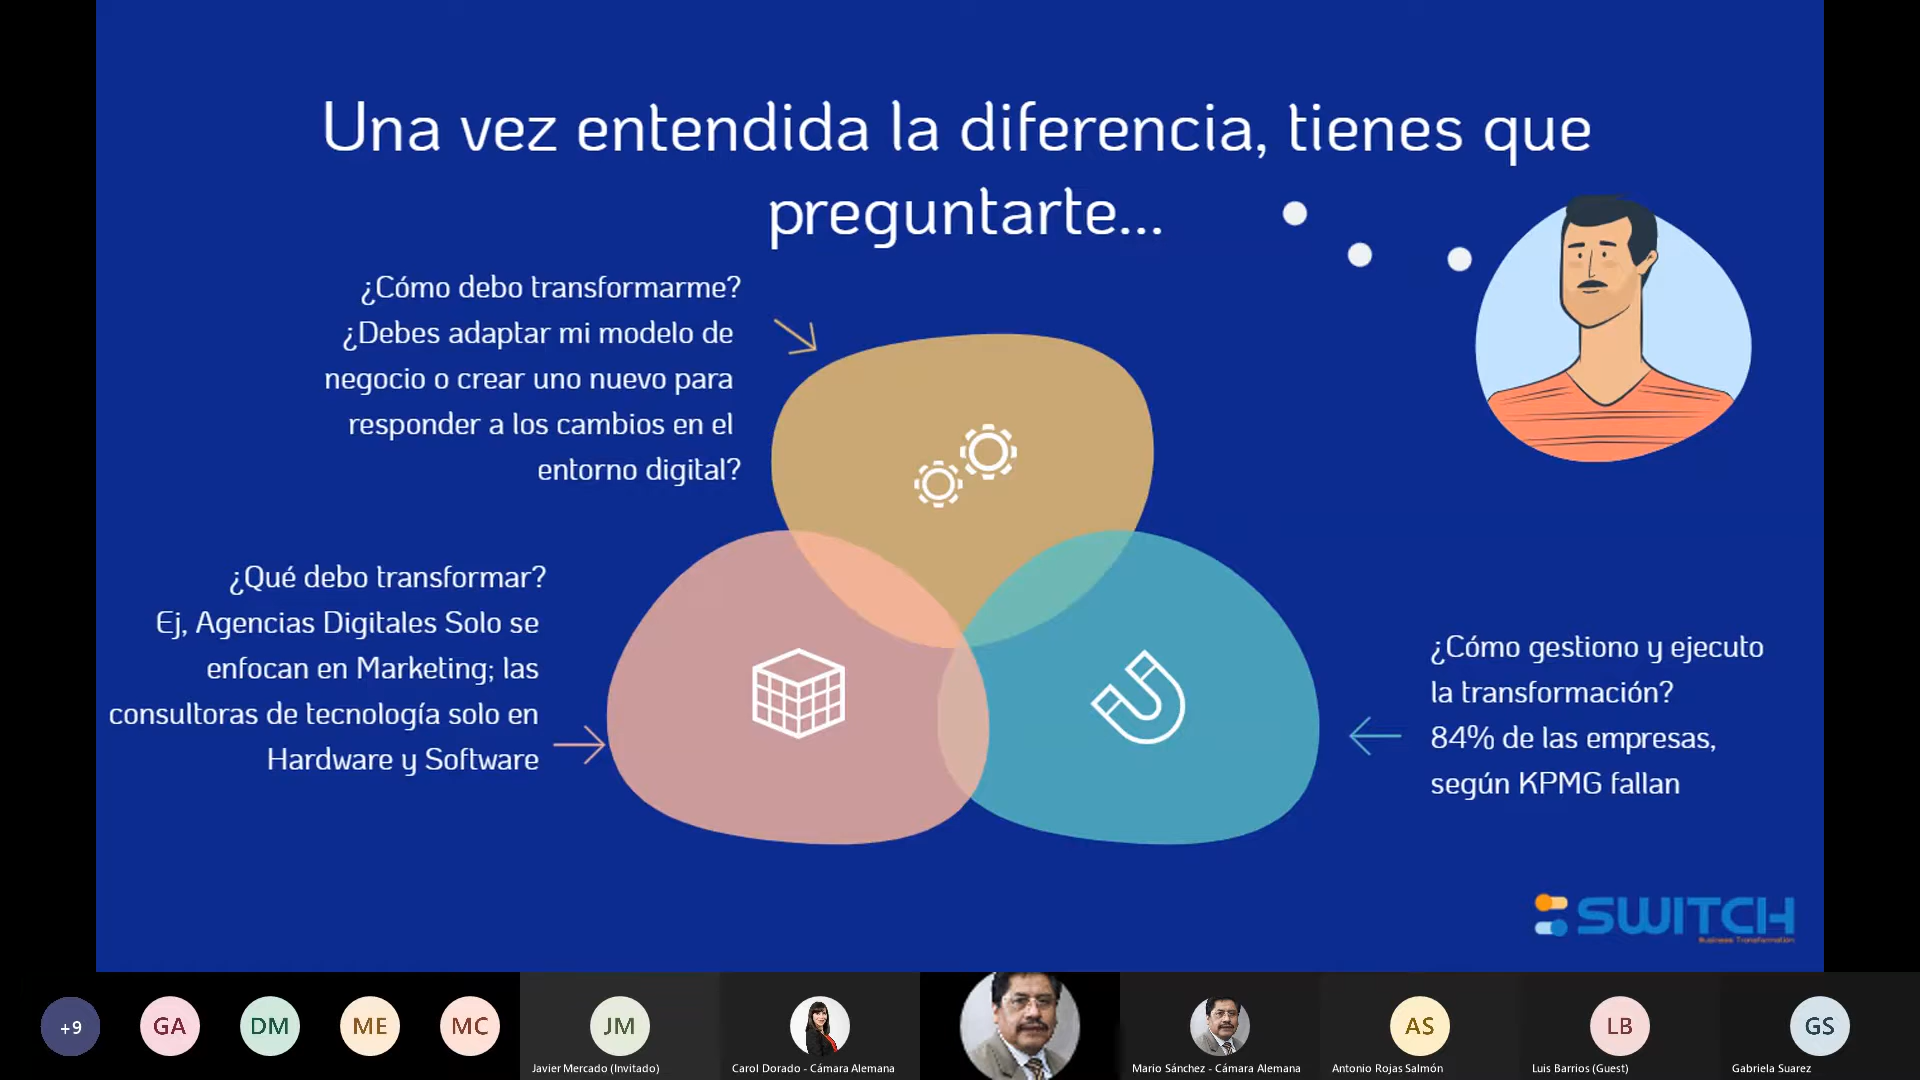 Una vez entendida la diferencia, tienes que
preguntarte...
¿Cómo debo transformarme?
¿Debes adaptar mi modelo de
negocio o crear uno nuevo para
responder a los cambios en el
entorno digital?
¿Qué debo transformar?
Ej, Agencias Digitales Solo se
enfocan en Marketing; las
consultoras de tecnología solo en
Hardware y Software
¿Cómo gestiono y ejecuto
la transformación?
84% de las empresas,
según KPMG fallan
SWITCH
Business Transformation
+9
GA
DM
ME
MC
JM
AS
LB
GS
Javier Mercado (Invitado)
Carol Dorado - Cámara Alemana
Mario Sánchez - Cámara Alemana
Antonio Rojas Salmón
Luis Barrios (Guest)
Gabriela Suarez